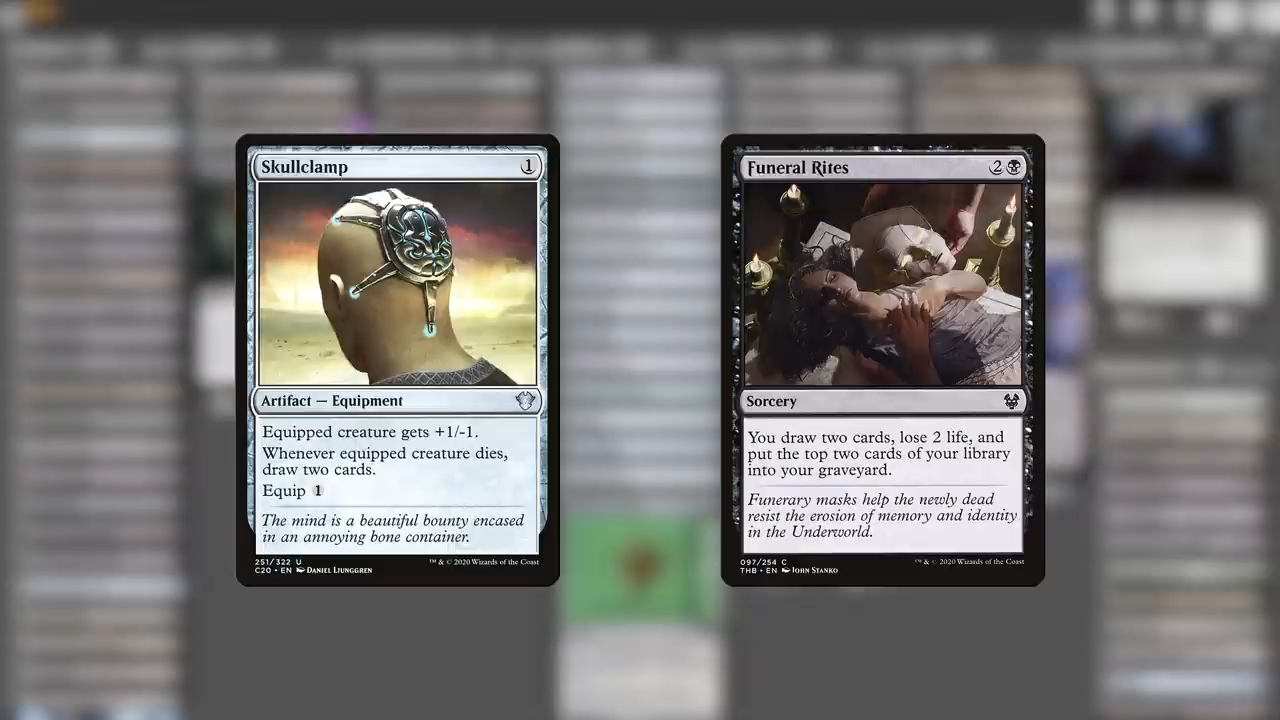 Skullclamp 1
Artifact — Equipment
Equipped creature gets +1/-1.
Whenever equipped creature dies,
draw two cards.
Equip 1
The mind is a beautiful bounty encased
in an annoying bone container.
251/322 U
C20 • EN DANIEL LJUNGGREN
™ & © 2020 Wizards of the Coast
Funeral Rites 2
Sorcery
You draw two cards, lose 2 life, and
put the top two cards of your library
into your graveyard.
Funerary masks help the newly dead
resist the erosion of memory and identity
in the Underworld.
097/254 C
THB • EN JOHN STANKO
™ & © 2020 Wizards of the Coast